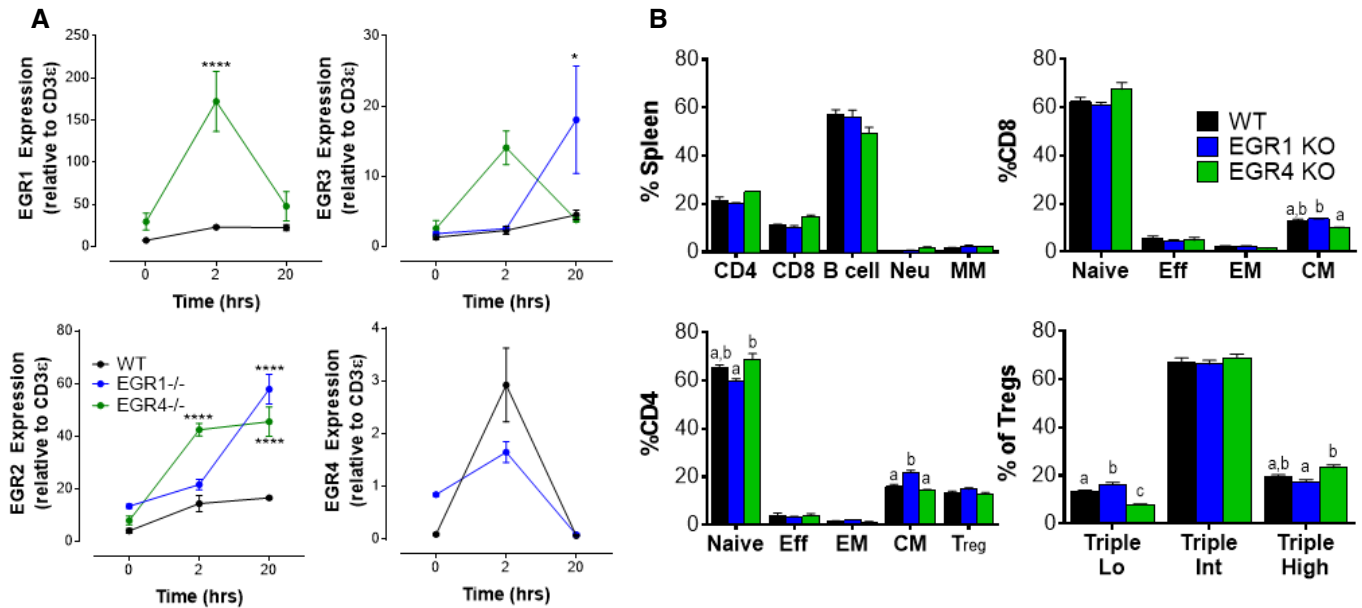 A
EGR1 Expression
(relative to CD3ε)
250
200
150
100
50
0
****
0 2 20
Time (hrs)
EGR3 Expression
(relative to CD3ε)
30
20
10
0
*
0 2 20
Time (hrs)
EGR2 Expression
(relative to CD3ε)
80
60
40
20
0
WT
EGR1-/-
EGR4-/-
****
****
****
0 2 20
Time (hrs)
EGR4 Expression
(relative to CD3ε)
4
3
2
1
0
0 2 20
Time (hrs)
B
% Spleen
80
60
40
20
0
CD4 CD8 B cell Neu MM
%CD8
80
60
40
20
0
WT
EGR1 KO
EGR4 KO
a,b b a
Naive Eff EM CM
%CD4
80
60
40
20
0
a,b a b
a b a
Naive Eff EM CM Treg
% of Tregs
80
60
40
20
0
a b c
a,b a b
Triple Triple Triple
Lo Int High